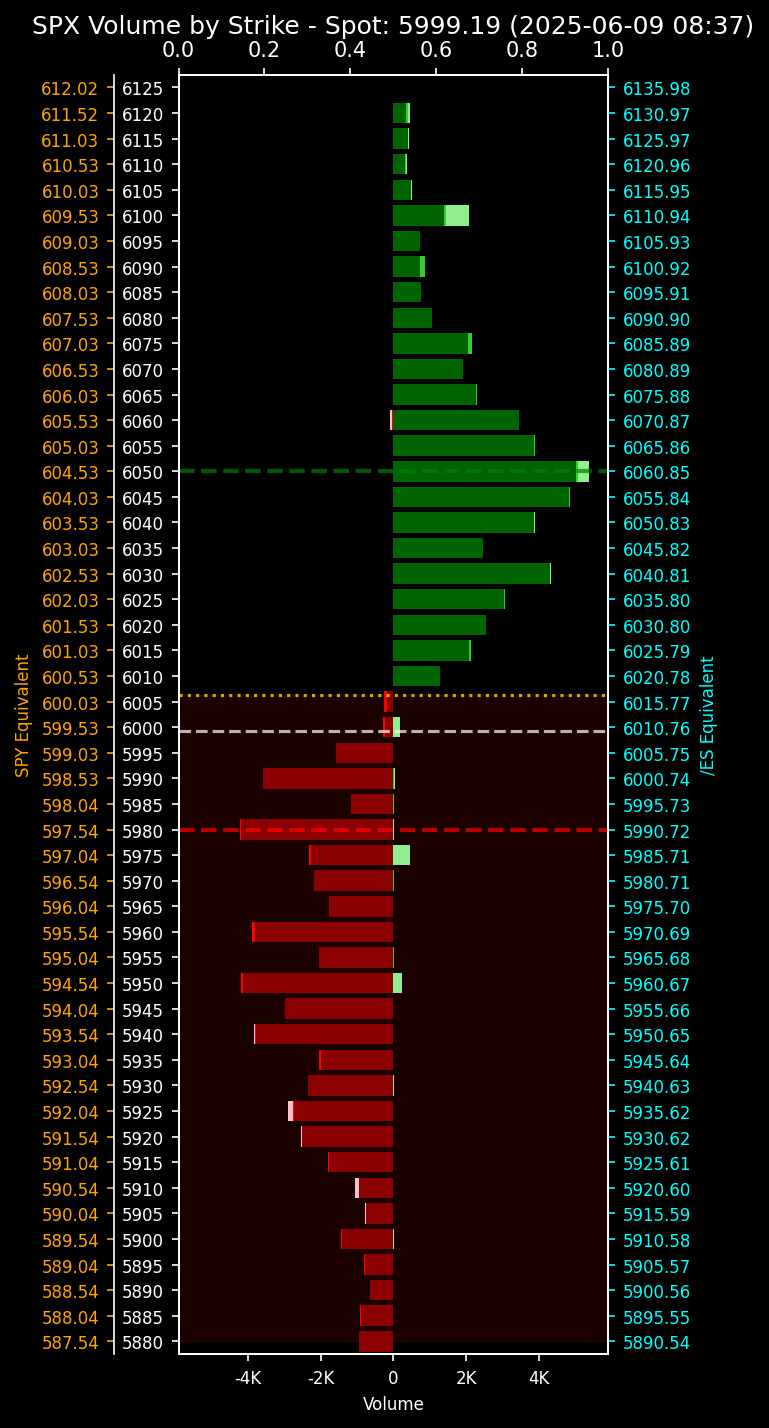 SPX Volume by Strike - Spot: 5999.19 (2025-06-09 08:37)
0.0 0.2 0.4 0.6 0.8 1.0
612.02 6125 6135.98
611.52 6120 6130.97
611.03 6115 6125.97
610.53 6110 6120.96
610.03 6105 6115.95
609.53 6100 6110.94
609.03 6095 6105.93
608.53 6090 6100.92
608.03 6085 6095.91
607.53 6080 6090.90
607.03 6075 6085.89
606.53 6070 6080.89
606.03 6065 6075.88
605.53 6060 6070.87
605.03 6055 6065.86
604.53 6050 6060.85
604.03 6045 6055.84
603.53 6040 6050.83
603.03 6035 6045.82
602.53 6030 6040.81
602.03 6025 6035.80
601.53 6020 6030.80
601.03 6015 6025.79
600.53 6010 6020.78
600.03 6005 6015.77
599.53 6000 6010.76
599.03 5995 6005.75
598.53 5990 6000.74
598.04 5985 5995.73
597.54 5980 5990.72
597.04 5975 5985.71
596.54 5970 5980.71
596.04 5965 5975.70
595.54 5960 5970.69
595.04 5955 5965.68
594.54 5950 5960.67
594.04 5945 5955.66
593.54 5940 5950.65
593.04 5935 5945.64
592.54 5930 5940.63
592.04 5925 5935.62
591.54 5920 5930.62
591.04 5915 5925.61
590.54 5910 5920.60
590.04 5905 5915.59
589.54 5900 5910.58
589.04 5895 5905.57
588.54 5890 5900.56
588.04 5885 5895.55
587.54 5880 5890.54
SPY Equivalent
/ES Equivalent
-4K -2K 0 2K 4K
Volume